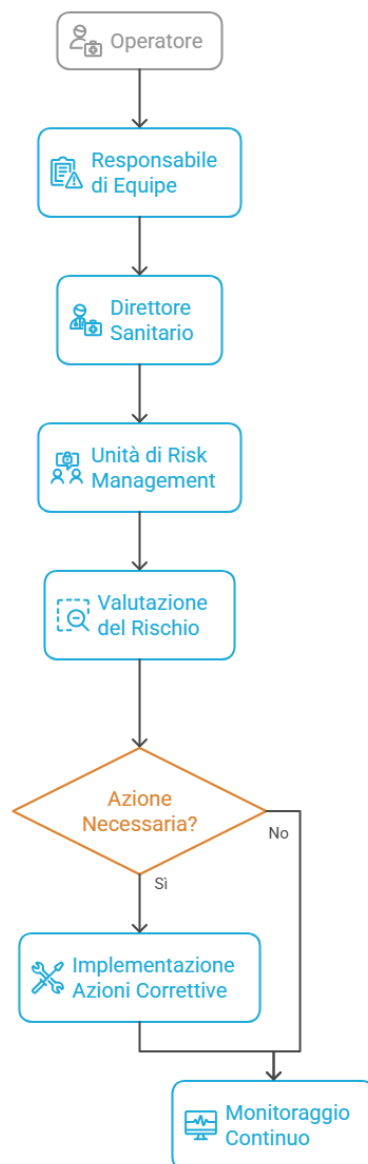 Operatore
Responsabile
di Equipe
Direttore
Sanitario
Unità di Risk
Management
Valutazione
del Rischio
Azione
Necessaria?
No
Sì
Implementazione
Azioni Correttive
Monitoraggio
Continuo